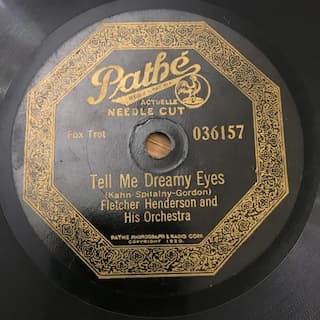 Pathé
ACTUELLE
NEEDLE CUT
Fox Trot
036157
Tell Me Dreamy Eyes
(Kahn-Spitalny-Gordon)
Fletcher Henderson and
His Orchestra
PATHE PHONOGRAPH & RADIO CORP.
COPYRIGHT 1920.